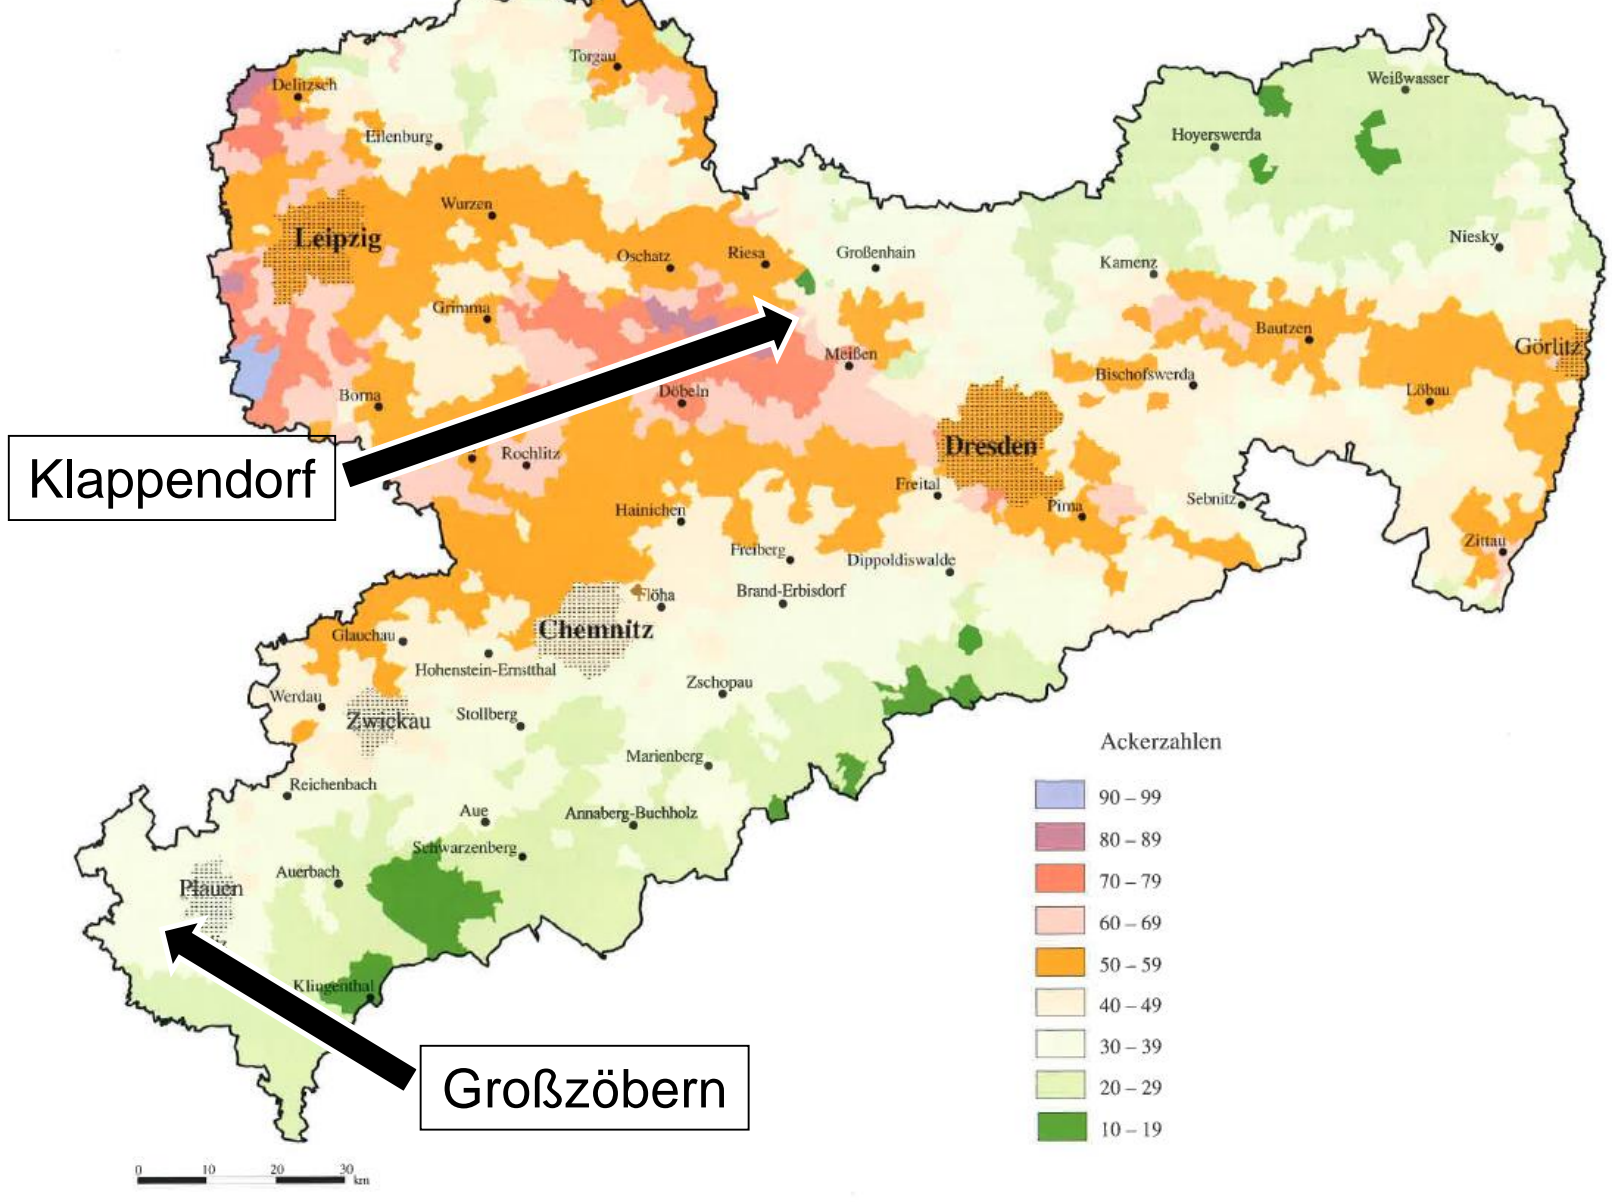 Torgau
Weißwasser
Delitzsch
Eilenburg
Hoyerswerda
Wurzen
Leipzig
Oschatz
Riesa
Großenhain
Niesky
Kamenz
Grimma
Bautzen
Görlitz
Meißen
Bischofswerda
Löbau
Borna
Döbeln
Klappendorf
Rochlitz
Dresden
Freital
Pirna
Sebnitz
Hainichen
Zittau
Freiberg
Dippoldiswalde
Flöha
Brand-Erbisdorf
Chemnitz
Glauchau
Hohenstein-Ernstthal
Werdau
Zschopau
Zwickau
Stollberg
Marienberg
Reichenbach
Aue
Annaberg-Buchholz
Schwarzenberg
Auerbach
Plauen
Klingenthal
Großzöbern
Ackerzahlen
90 – 99
80 – 89
70 – 79
60 – 69
50 – 59
40 – 49
30 – 39
20 – 29
10 – 19
0 10 20 30
km